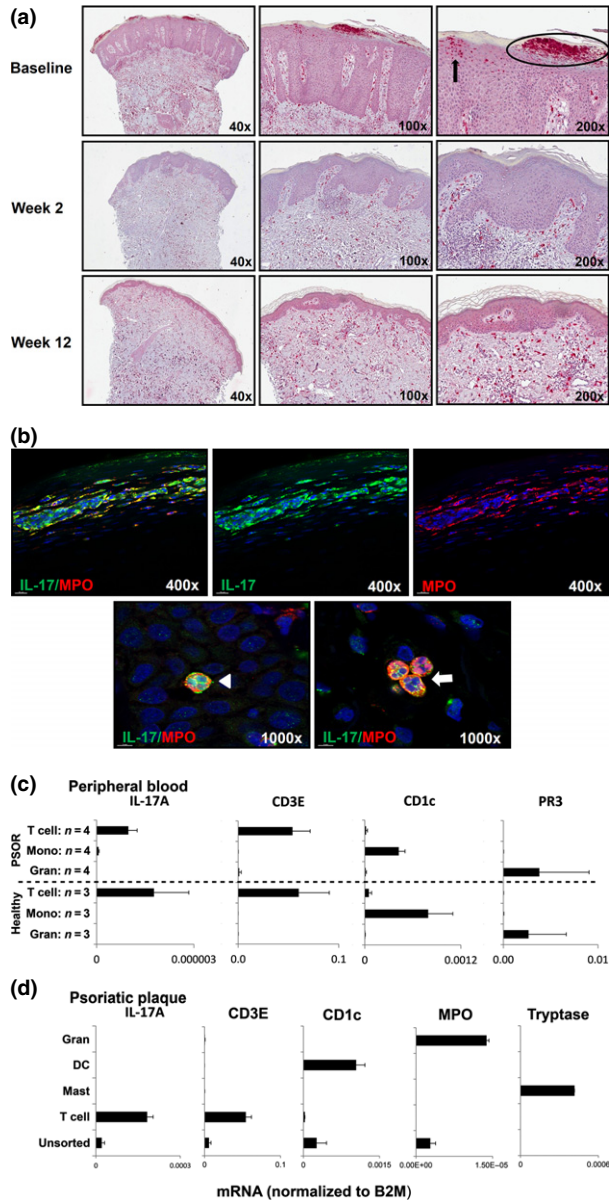 (a)
Baseline
40x
100x
200x
Week 2
40x
100x
200x
Week 12
40x
100x
200x
(b)
IL-17/MPO
400x
IL-17
400x
MPO
400x
IL-17/MPO
1000x
IL-17/MPO
1000x
(c)
Peripheral blood
IL-17A
CD3E
CD1c
PR3
PSOR
T cell: n = 4
Mono: n = 4
Gran: n = 4
Healthy
T cell: n = 3
Mono: n = 3
Gran: n = 3
0
0.000003
0
0.1
0
0.0012
0.00
0.01
(d)
Psoriatic plaque
IL-17A
CD3E
CD1c
MPO
Tryptase
Gran
DC
Mast
T cell
Unsorted
0
0.0003
0
0.1
0
0.0015
0.00E+00
1.50E-05
0
0.0006
mRNA (normalized to B2M)